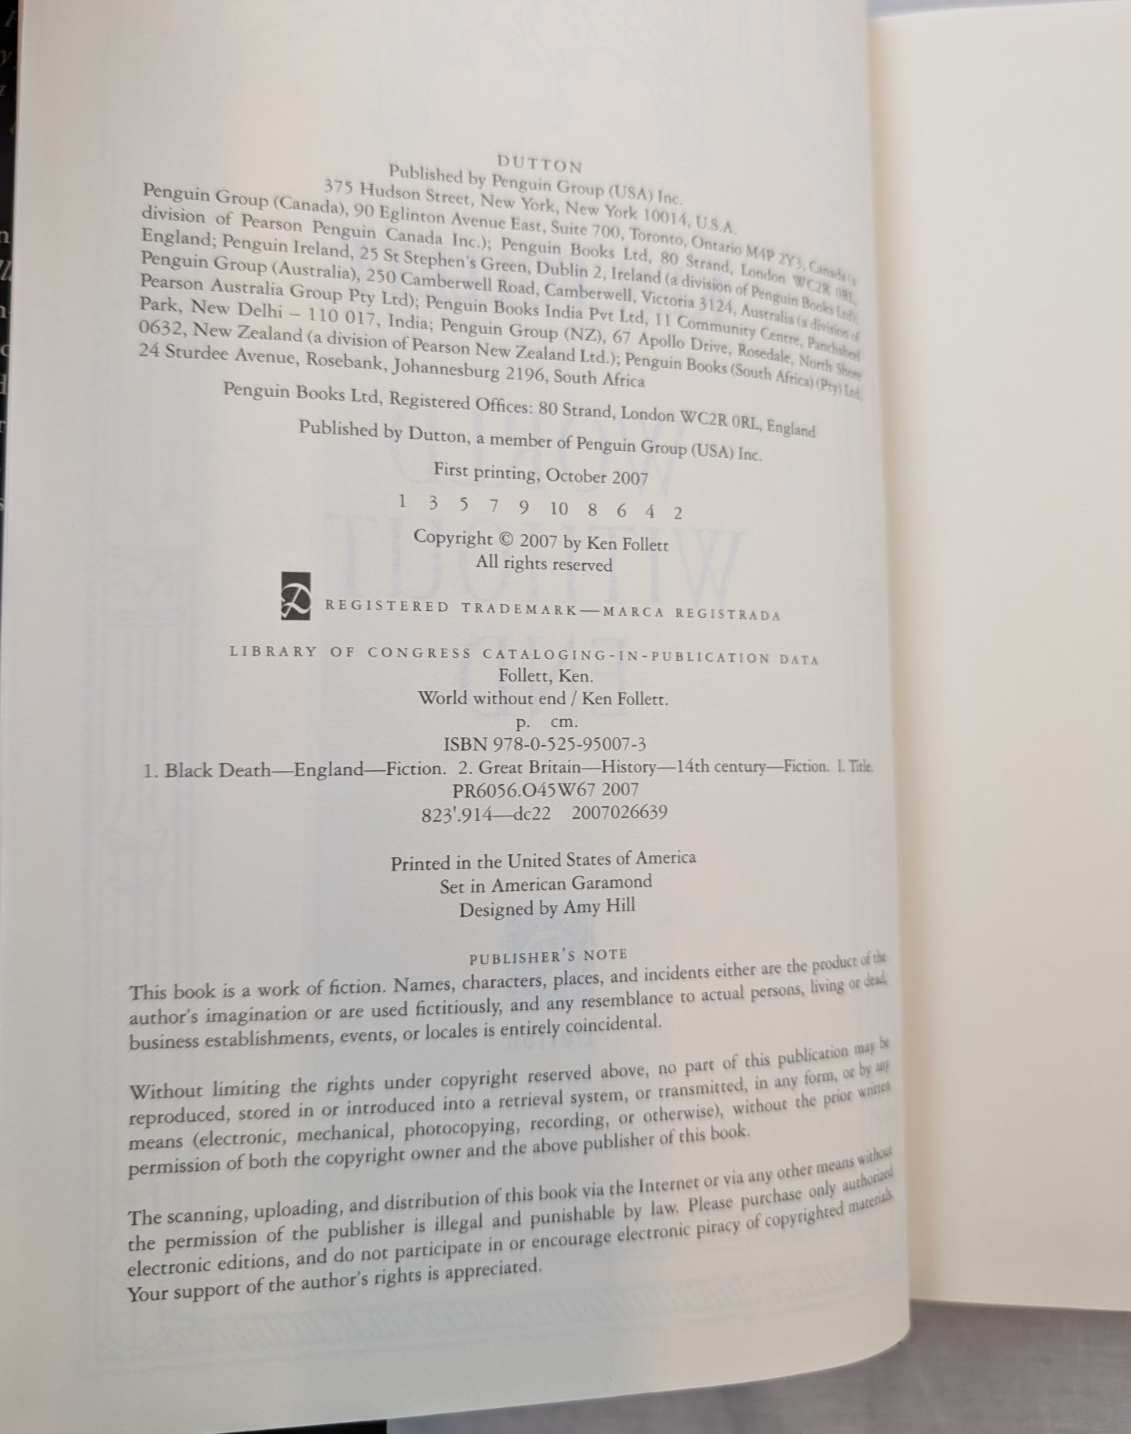 DUTTON
Published by Penguin Group (USA) Inc.
375 Hudson Street, New York, New York 10014, U.S.A.
Penguin Group (Canada), 90 Eglinton Avenue East, Suite 700, Toronto, Ontario M4P 2Y3, Canada (a
division of Pearson Penguin Canada Inc.); Penguin Books Ltd, 80 Strand, London WC2R 0RL,
England; Penguin Ireland, 25 St Stephen's Green, Dublin 2, Ireland (a division of Penguin Books Ltd);
Penguin Group (Australia), 250 Camberwell Road, Camberwell, Victoria 3124, Australia (a division of
Pearson Australia Group Pty Ltd); Penguin Books India Pvt Ltd, 11 Community Centre, Panchsheel
Park, New Delhi – 110 017, India; Penguin Group (NZ), 67 Apollo Drive, Rosedale, North Shore
0632, New Zealand (a division of Pearson New Zealand Ltd.); Penguin Books (South Africa) (Pty) Ltd,
24 Sturdee Avenue, Rosebank, Johannesburg 2196, South Africa
Penguin Books Ltd, Registered Offices: 80 Strand, London WC2R 0RL, England
Published by Dutton, a member of Penguin Group (USA) Inc.
First printing, October 2007
1 3 5 7 9 10 8 6 4 2
Copyright © 2007 by Ken Follett
All rights reserved
REGISTERED TRADEMARK—MARCA REGISTRADA
LIBRARY OF CONGRESS CATALOGING-IN-PUBLICATION DATA
Follett, Ken.
World without end / Ken Follett.
p. cm.
ISBN 978-0-525-95007-3
1. Black Death—England—Fiction. 2. Great Britain—History—14th century—Fiction. I. Title.
PR6056.O45W67 2007
823'.914—dc22 2007026639
Printed in the United States of America
Set in American Garamond
Designed by Amy Hill
PUBLISHER'S NOTE
This book is a work of fiction. Names, characters, places, and incidents either are the product of the
author's imagination or are used fictitiously, and any resemblance to actual persons, living or dead,
business establishments, events, or locales is entirely coincidental.
Without limiting the rights under copyright reserved above, no part of this publication may be
reproduced, stored in or introduced into a retrieval system, or transmitted, in any form, or by any
means (electronic, mechanical, photocopying, recording, or otherwise), without the prior written
permission of both the copyright owner and the above publisher of this book.
The scanning, uploading, and distribution of this book via the Internet or via any other means without
the permission of the publisher is illegal and punishable by law. Please purchase only authorized
electronic editions, and do not participate in or encourage electronic piracy of copyrighted materials.
Your support of the author's rights is appreciated.